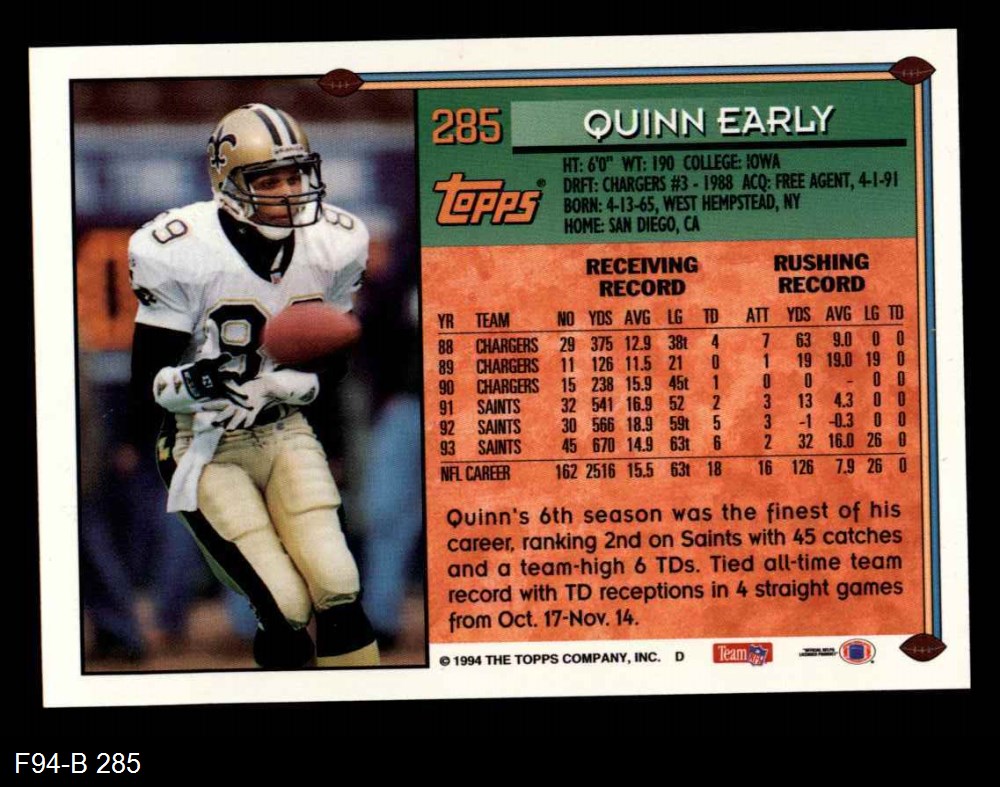 285 QUINN EARLY
HT: 6'0" WT: 190 COLLEGE: IOWA
TOPPS® DRFT: CHARGERS #3 - 1988 ACQ: FREE AGENT, 4-1-91
BORN: 4-13-65, WEST HEMPSTEAD, NY
HOME: SAN DIEGO, CA
RECEIVING RECORD RUSHING RECORD
YR TEAM NO YDS AVG LG TD ATT YDS AVG LG TD
88 CHARGERS 29 375 12.9 38t 4 7 63 9.0 0 0
89 CHARGERS 11 126 11.5 21 0 1 19 19.0 19 0
90 CHARGERS 15 238 15.9 45t 1 0 0 - 0 0
91 SAINTS 32 541 16.9 52 2 3 13 4.3 0 0
92 SAINTS 30 566 18.9 59t 5 3 -1 -0.3 0 0
93 SAINTS 45 670 14.9 63t 6 2 32 16.0 26 0
NFL CAREER 162 2516 15.5 63t 18 16 126 7.9 26 0
Quinn's 6th season was the finest of his
career, ranking 2nd on Saints with 45 catches
and a team-high 6 TDs. Tied all-time team
record with TD receptions in 4 straight games
from Oct. 17-Nov. 14.
© 1994 THE TOPPS COMPANY, INC. D Team NFL
89
8
F94-B 285